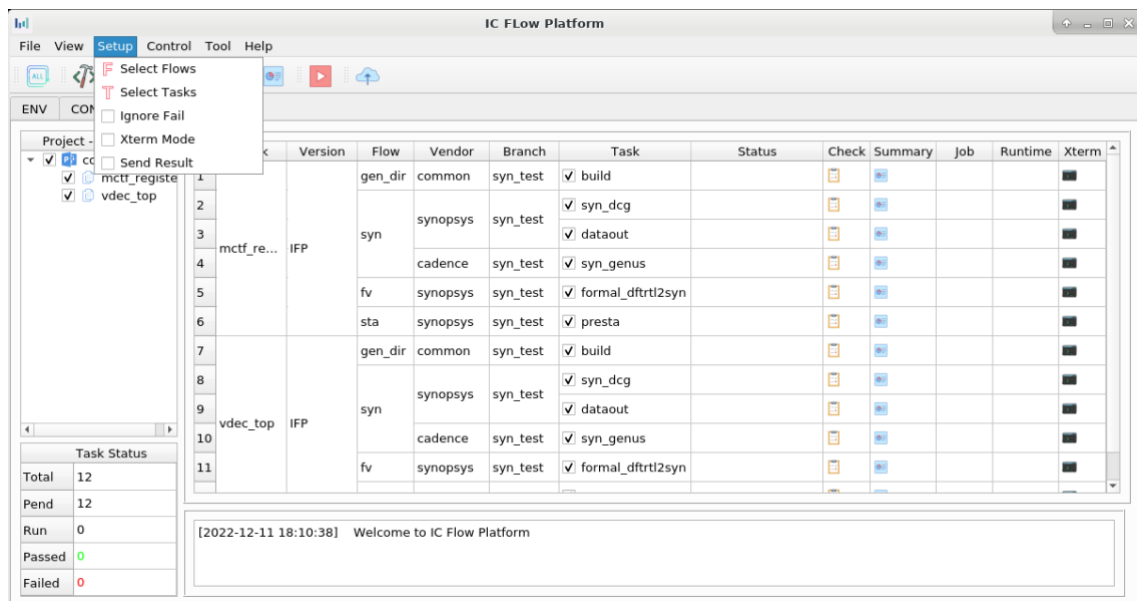 IC FLow Platform
File View Setup Control Tool Help
Select Flows
Select Tasks
Ignore Fail
Xterm Mode
Send Result
ALL
ENV
Project -
mctf_registe
vdec_top
Version Flow Vendor Branch Task Status Check Summary Job Runtime Xterm
1 gen_dir common syn_test build
2 synopsys syn_test syn_dcg
3 mctf_re... IFP syn dataout
4 cadence syn_test syn_genus
5 fv synopsys syn_test formal_dftrtl2syn
6 sta synopsys syn_test presta
7 gen_dir common syn_test build
8 synopsys syn_test syn_dcg
9 vdec_top IFP syn dataout
10 cadence syn_test syn_genus
11 fv synopsys syn_test formal_dftrtl2syn
Task Status
Total 12
Pend 12
Run 0
Passed 0
Failed 0
[2022-12-11 18:10:38] Welcome to IC Flow Platform